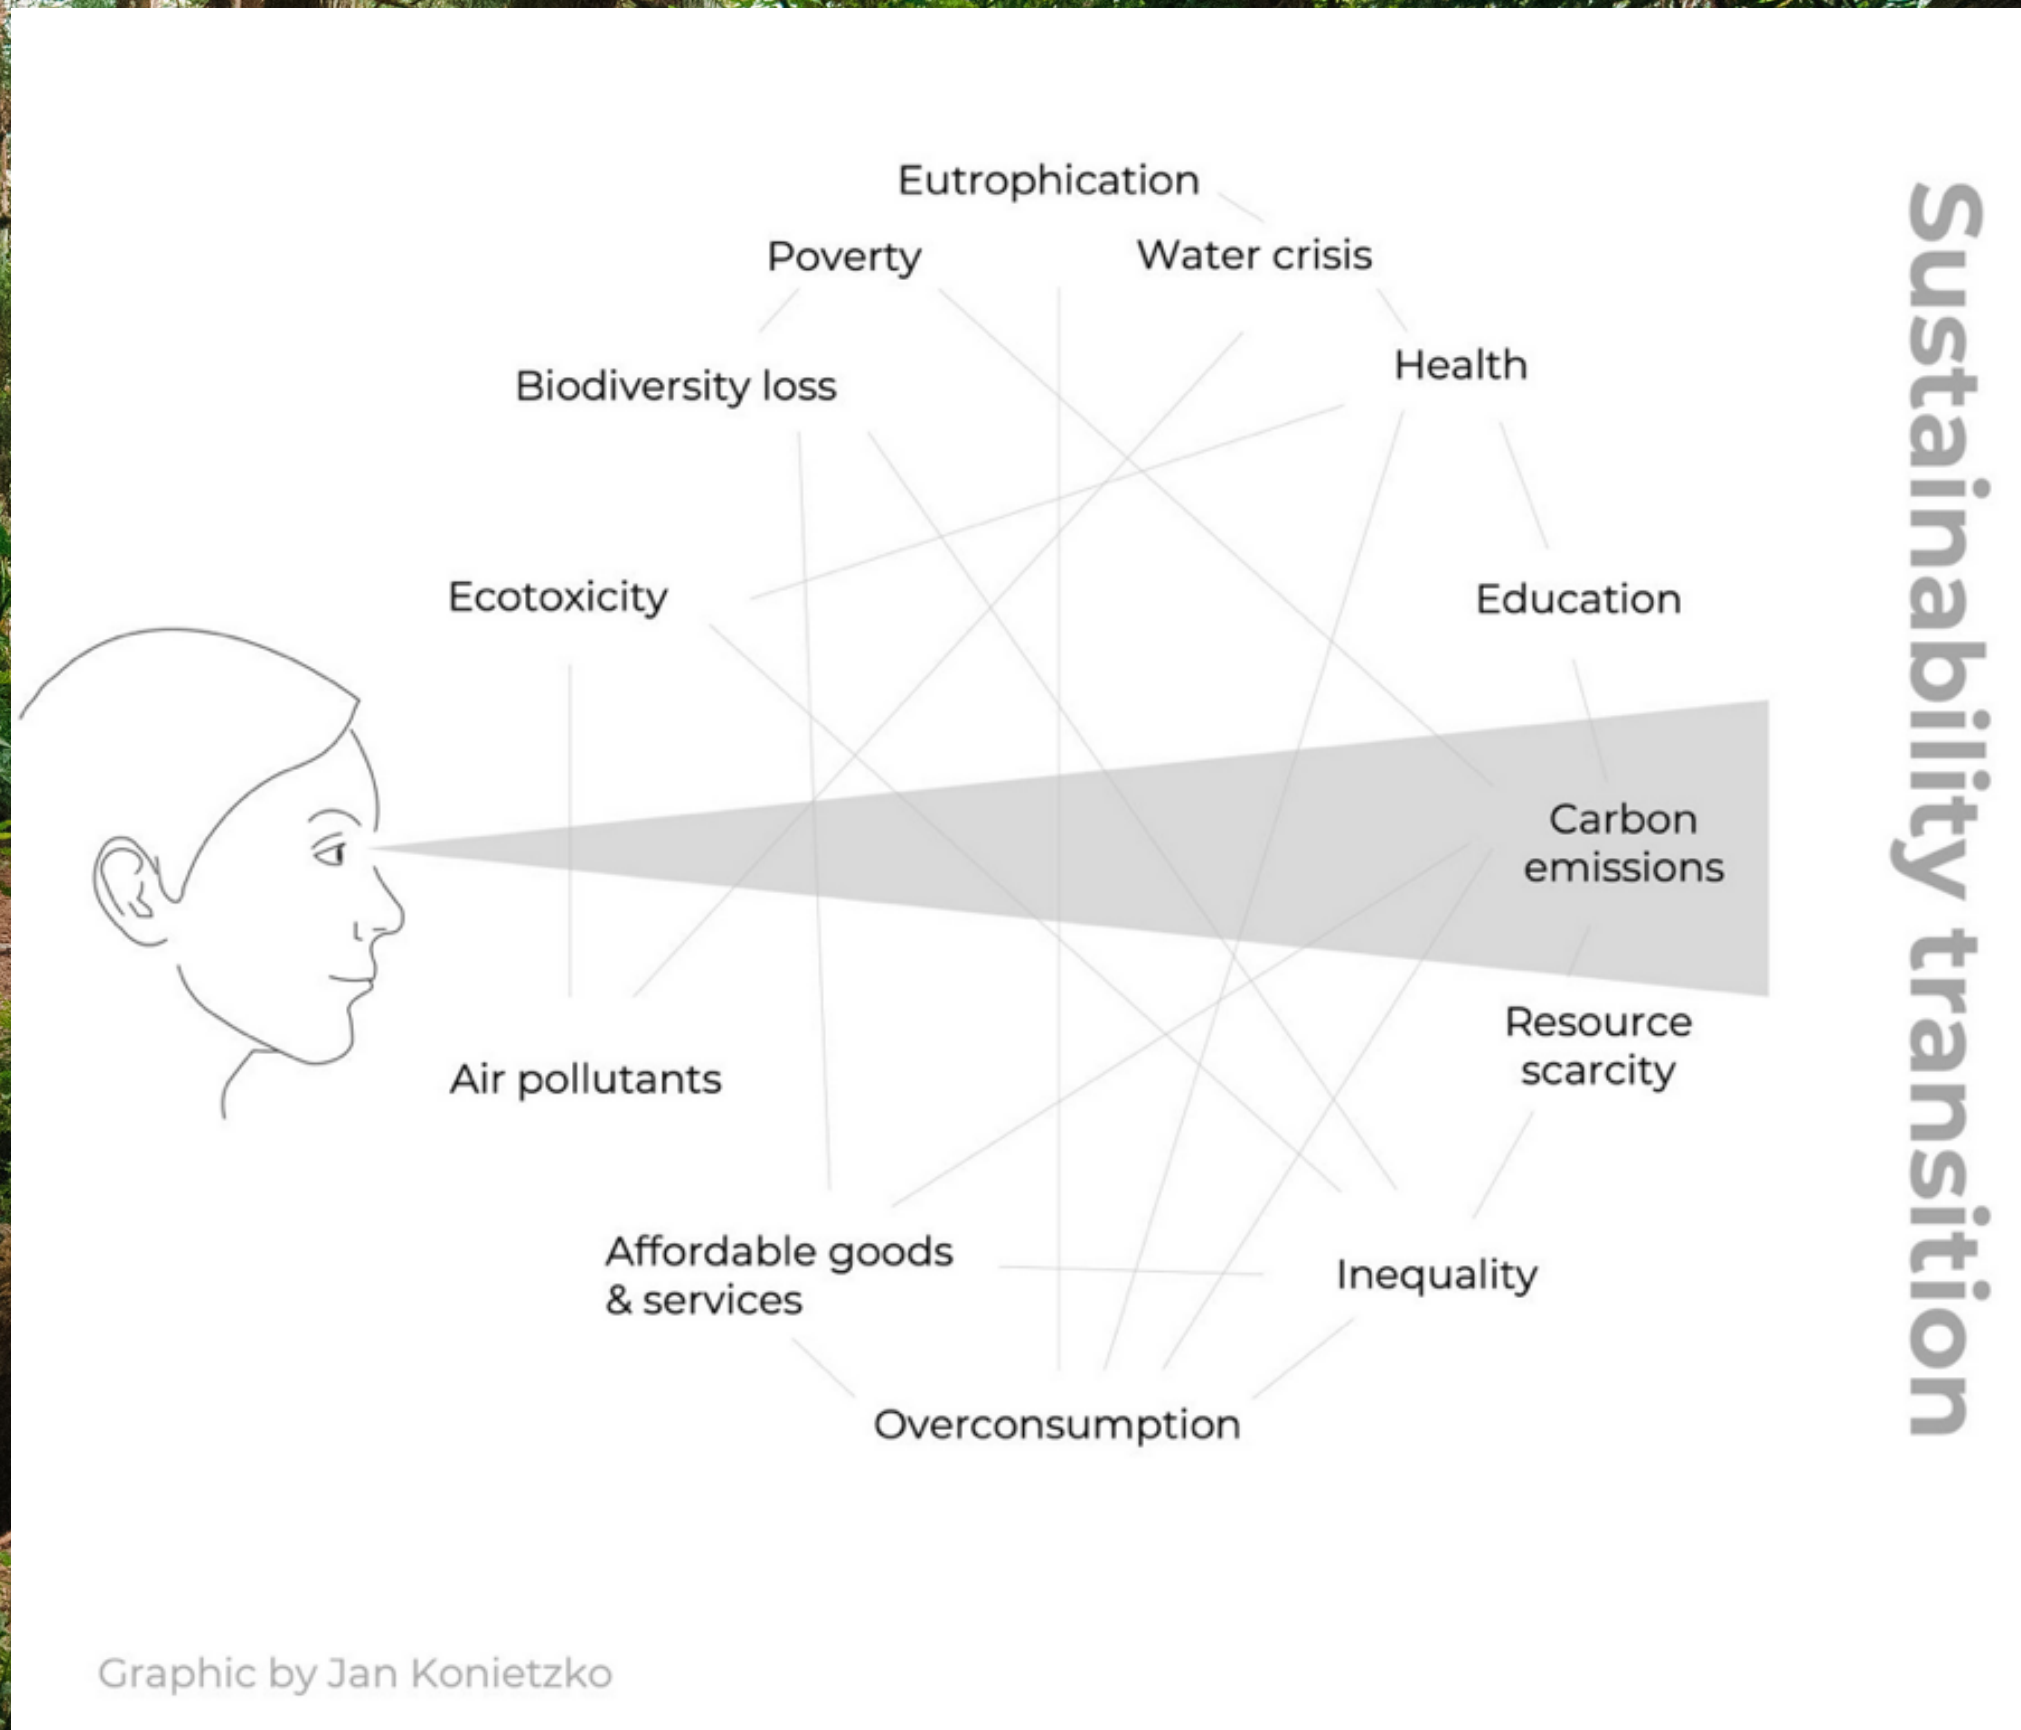 Eutrophication
Poverty
Water crisis
Biodiversity loss
Health
Ecotoxicity
Education
Carbon
emissions
Resource
scarcity
Air pollutants
Affordable goods
& services
Inequality
Overconsumption
Sustainability transition
Graphic by Jan Konietzko